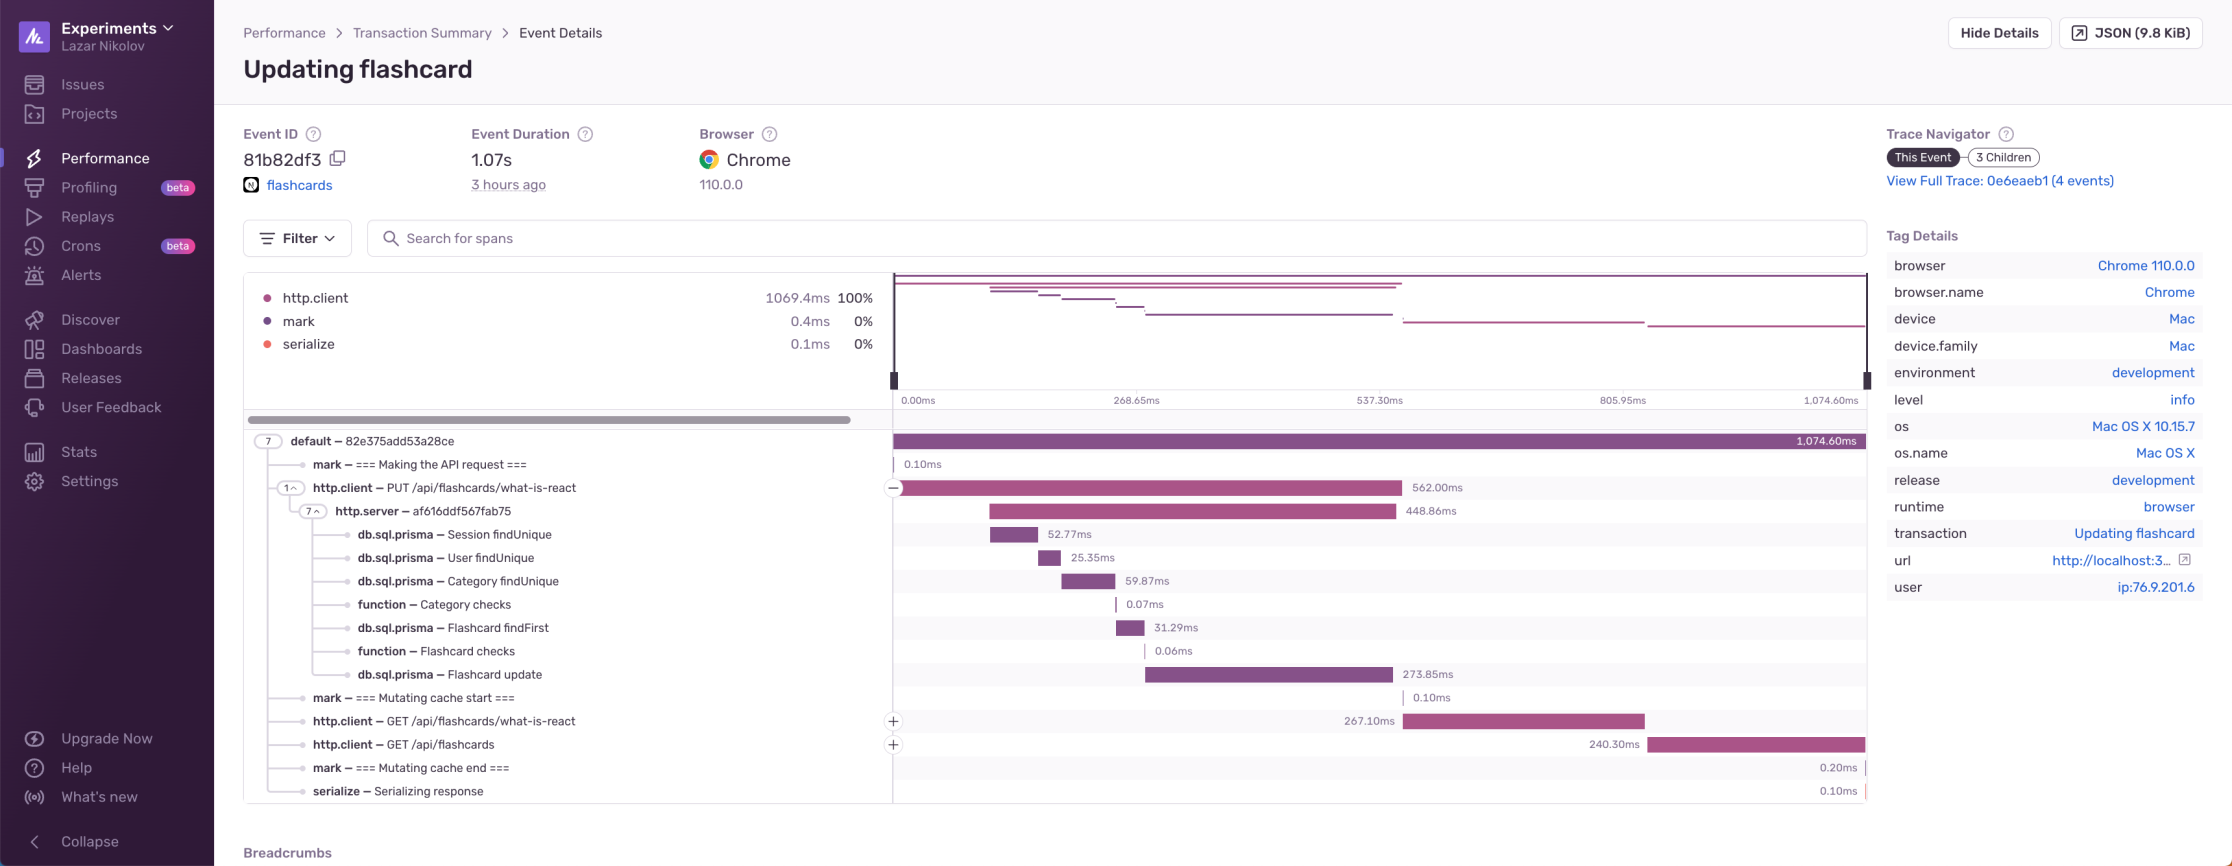 Experiments
Lazar Nikolov
Issues
Projects
Performance
Profiling beta
Replays
Crons beta
Alerts
Discover
Dashboards
Releases
User Feedback
Stats
Settings
Upgrade Now
Help
What's new
Collapse
Performance > Transaction Summary > Event Details
Updating flashcard
Hide Details
JSON (9.8 KiB)
Event ID
81b82df3
flashcards
Event Duration
1.07s
3 hours ago
Browser
Chrome
110.0.0
Filter
Search for spans
http.client 1069.4ms 100%
mark 0.4ms 0%
serialize 0.1ms 0%
0.00ms 268.65ms 537.30ms 805.95ms 1,074.60ms
7 default — 82e375add53a28ce 1,074.60ms
mark — === Making the API request === 0.10ms
1 http.client — PUT /api/flashcards/what-is-react 562.00ms
7 http.server — af616ddf567fab75 448.86ms
db.sql.prisma — Session findUnique 52.77ms
db.sql.prisma — User findUnique 25.35ms
db.sql.prisma — Category findUnique 59.87ms
function — Category checks 0.07ms
db.sql.prisma — Flashcard findFirst 31.29ms
function — Flashcard checks 0.06ms
db.sql.prisma — Flashcard update 273.85ms
mark — === Mutating cache start === 0.10ms
http.client — GET /api/flashcards/what-is-react 267.10ms
http.client — GET /api/flashcards 240.30ms
mark — === Mutating cache end === 0.20ms
serialize — Serializing response 0.10ms
Breadcrumbs
Trace Navigator
This Event 3 Children
View Full Trace: 0e6eaeb1 (4 events)
Tag Details
browser Chrome 110.0.0
browser.name Chrome
device Mac
device.family Mac
environment development
level info
os Mac OS X 10.15.7
os.name Mac OS X
release development
runtime browser
transaction Updating flashcard
url http://localhost:3...
user ip:76.9.201.6